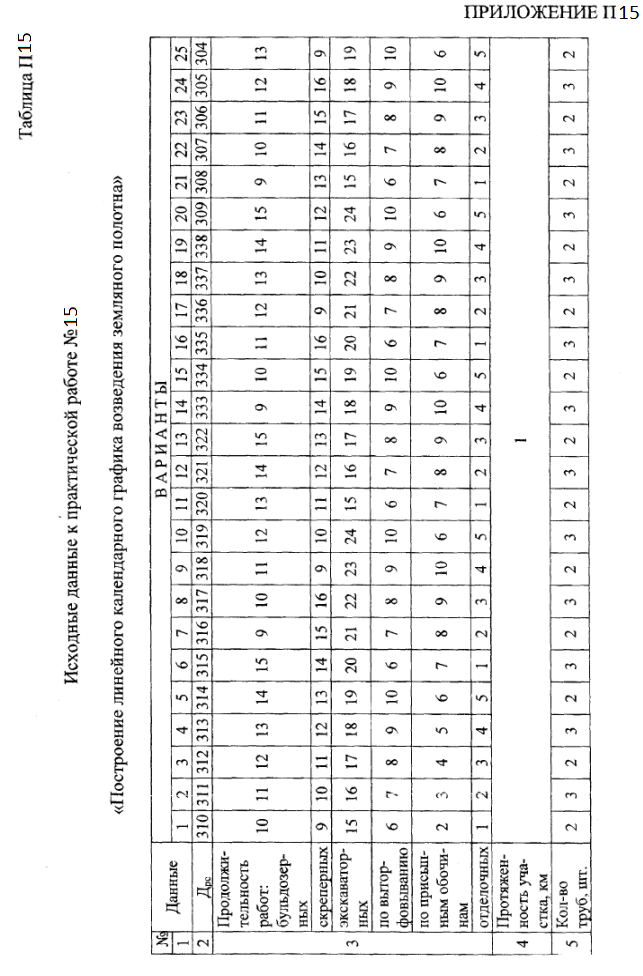 ПРИЛОЖЕНИЕ П15
Таблица П15
Исходные данные к практической работе №15
«Построение линейного календарного графика возведения земляного полотна»
№ Данные ВАРИАНТЫ
1 1 2 3 4 5 6 7 8 9 10 11 12 13 14 15 16 17 18 19 20 21 22 23 24 25
2 Дрс 310 311 312 313 314 315 316 317 318 319 320 321 322 333 334 335 336 337 338 309 308 307 306 305 304
3 Продолжи-
тельность
работ:
бульдозер-
ных 10 11 12 13 14 15 9 10 11 12 13 14 15 9 10 11 12 13 14 15 9 10 11 12 13
скреперных 9 10 11 12 13 14 15 16 9 10 11 12 13 14 15 16 9 10 11 12 13 14 15 16 9
экскаватор-
ных 15 16 17 18 19 20 21 22 23 24 15 16 17 18 19 20 21 22 23 24 15 16 17 18 19
по вытор-
фовыванию 6 7 8 9 10 6 7 8 9 10 6 7 8 9 10 6 7 8 9 10 6 7 8 9 10
по присып-
ным обочи-
нам 2 3 4 5 6 7 8 9 10 6 7 8 9 10 6 7 8 9 10 6 7 8 9 10 6
отделочных 1 2 3 4 5 1 2 3 4 5 1 2 3 4 5 1 2 3 4 5 1 2 3 4 5
4 Протяжен-
ность уча-
стка, км 1
5 Кол-во
труб, шт. 2 3 2 3 2 3 2 3 2 3 2 3 2 3 2 3 2 3 2 3 2 3 2 3 2